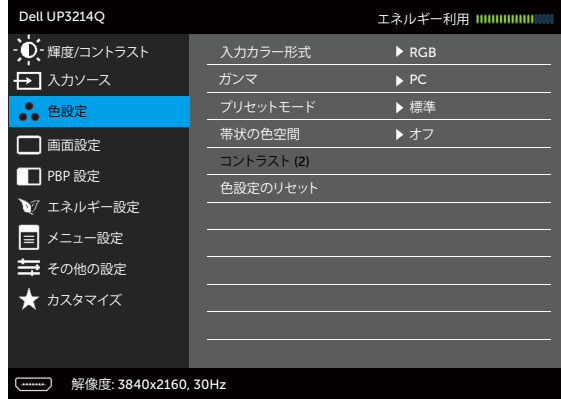 Dell UP3214Q
エネルギー利用
輝度/コントラスト
入力ソース
色設定
画面設定
PBP 設定
エネルギー設定
メニュー設定
その他の設定
カスタマイズ
入力カラー形式 RGB
ガンマ PC
プリセットモード 標準
帯状の色空間 オフ
コントラスト (2)
色設定のリセット
解像度: 3840x2160, 30Hz